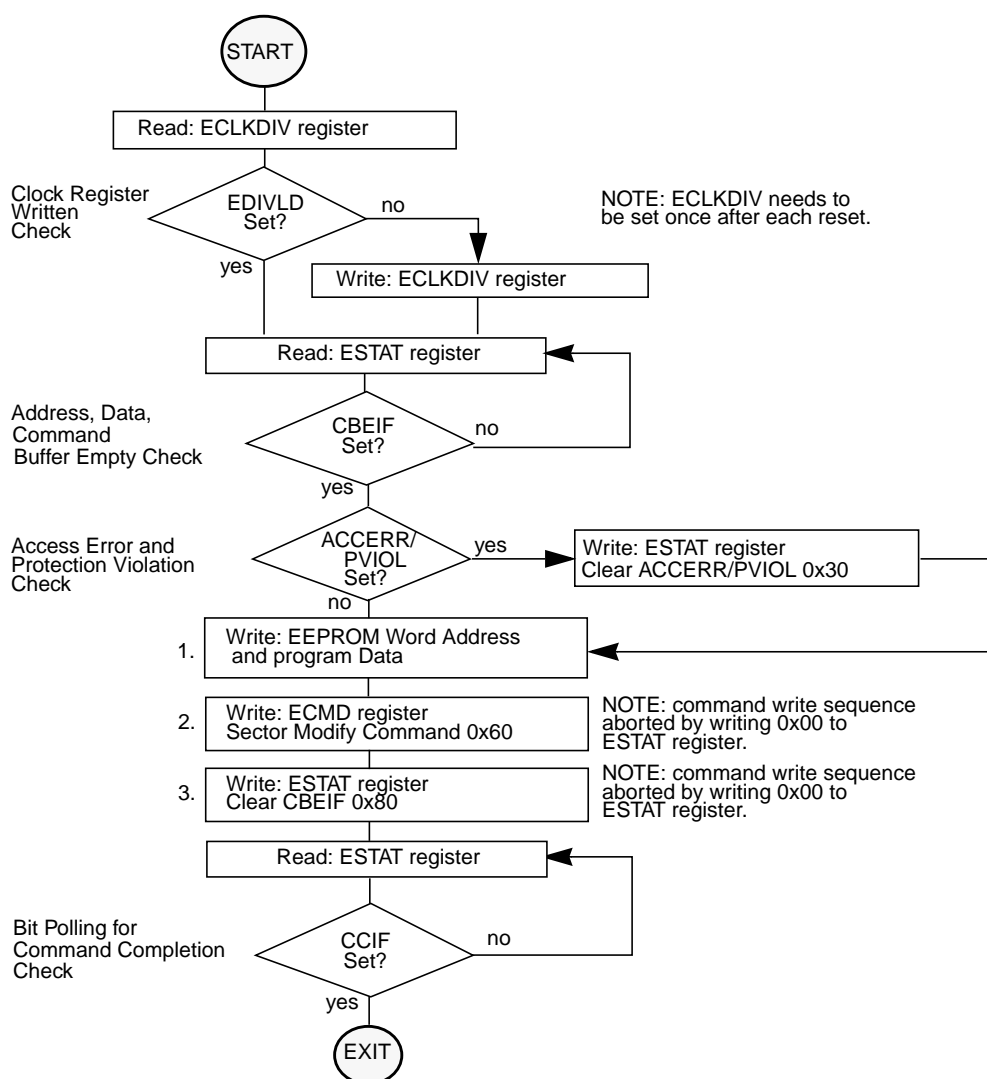 START
Read: ECLKDIV register
Clock Register
Written
Check
EDIVLD
Set?
no
yes
NOTE: ECLKDIV needs to
be set once after each reset.
Write: ECLKDIV register
Read: ESTAT register
Address, Data,
Command
Buffer Empty Check
CBEIF
Set?
no
yes
Access Error and
Protection Violation
Check
ACCERR/
PVIOL
Set?
yes
no
Write: ESTAT register
Clear ACCERR/PVIOL 0x30
1.
Write: EEPROM Word Address
and program Data
2.
Write: ECMD register
Sector Modify Command 0x60
NOTE: command write sequence
aborted by writing 0x00 to
ESTAT register.
3.
Write: ESTAT register
Clear CBEIF 0x80
NOTE: command write sequence
aborted by writing 0x00 to
ESTAT register.
Read: ESTAT register
Bit Polling for
Command Completion
Check
CCIF
Set?
no
yes
EXIT